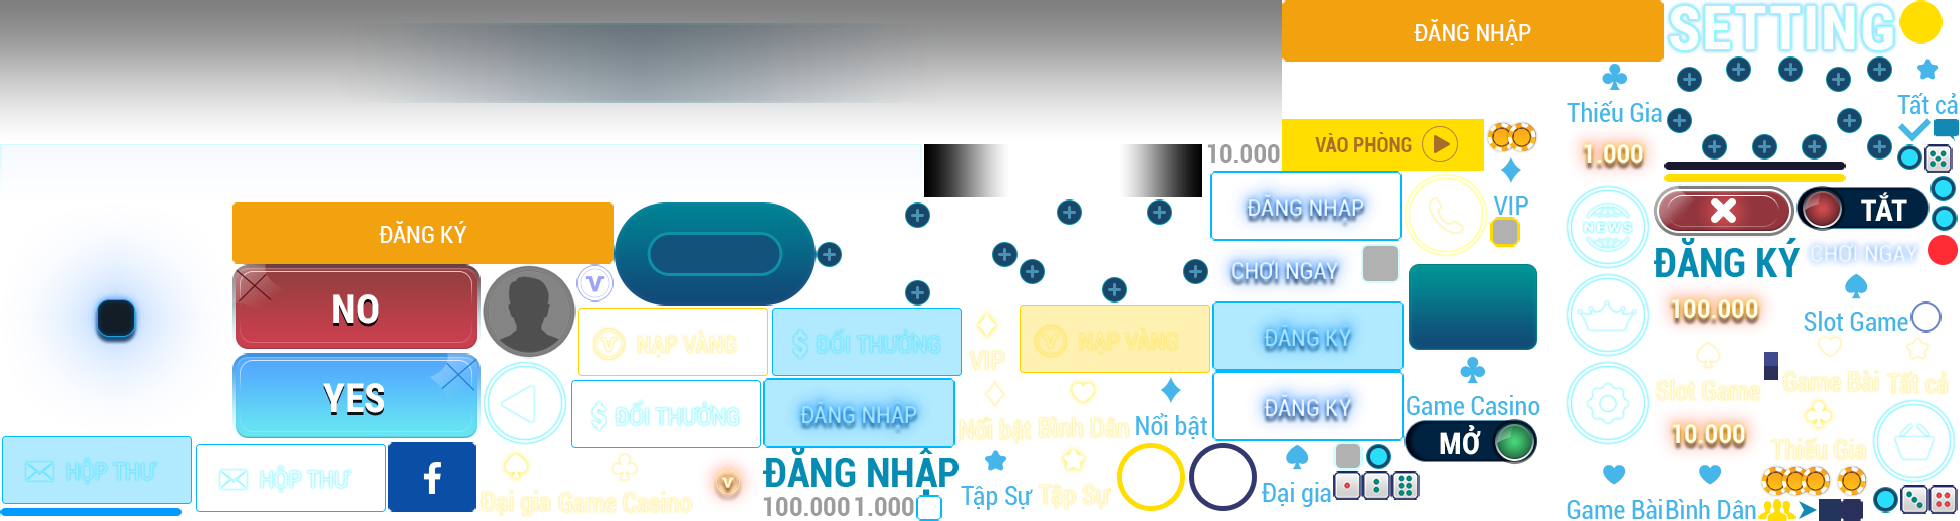 ĐĂNG NHẬP
SETTING
Thiếu Gia
Tất cả
10.000
VÀO PHÒNG
1.000
VIP
ĐĂNG NHẬP
TẮT
NEWS
ĐĂNG KÝ
ĐĂNG KÝ
CHƠI NGAY
CHƠI NGAY
NO
100.000
Slot Game
NẠP VÀNG
ĐỔI THƯỞNG
VIP
NẠP VÀNG
ĐĂNG KÝ
YES
Slot Game
Game Bài
Tất cả
ĐỔI THƯỞNG
ĐĂNG NHẬP
Nổi bật
Bình Dân
Nổi bật
ĐĂNG KÝ
Game Casino
MỞ
10.000
Thiếu Gia
HỘP THƯ
HỘP THƯ
f
Đại gia
Game Casino
ĐĂNG NHẬP
100.000
1.000
Tập Sự
Tập Sự
Đại gia
Game Bài
Bình Dân